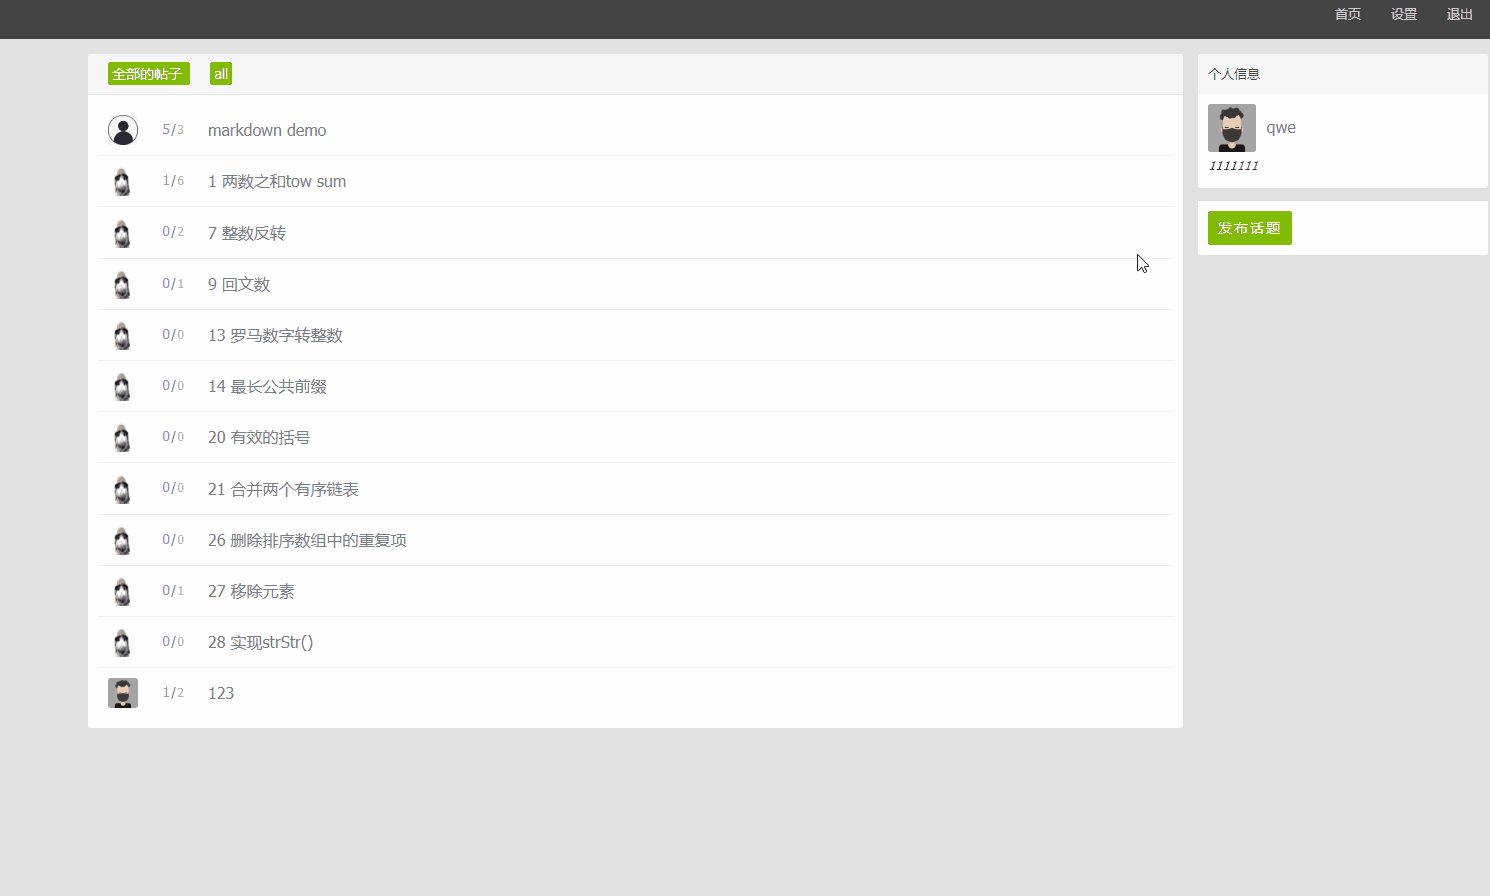 首页 设置 退出
全部的帖子 all
5/3 markdown demo
1/6 1 两数之和tow sum
0/2 7 整数反转
0/1 9 回文数
0/0 13 罗马数字转整数
0/0 14 最长公共前缀
0/0 20 有效的括号
0/0 21 合并两个有序链表
0/0 26 删除排序数组中的重复项
0/1 27 移除元素
0/0 28 实现strStr()
1/2 123
个人信息
qwe
1111111
发布话题